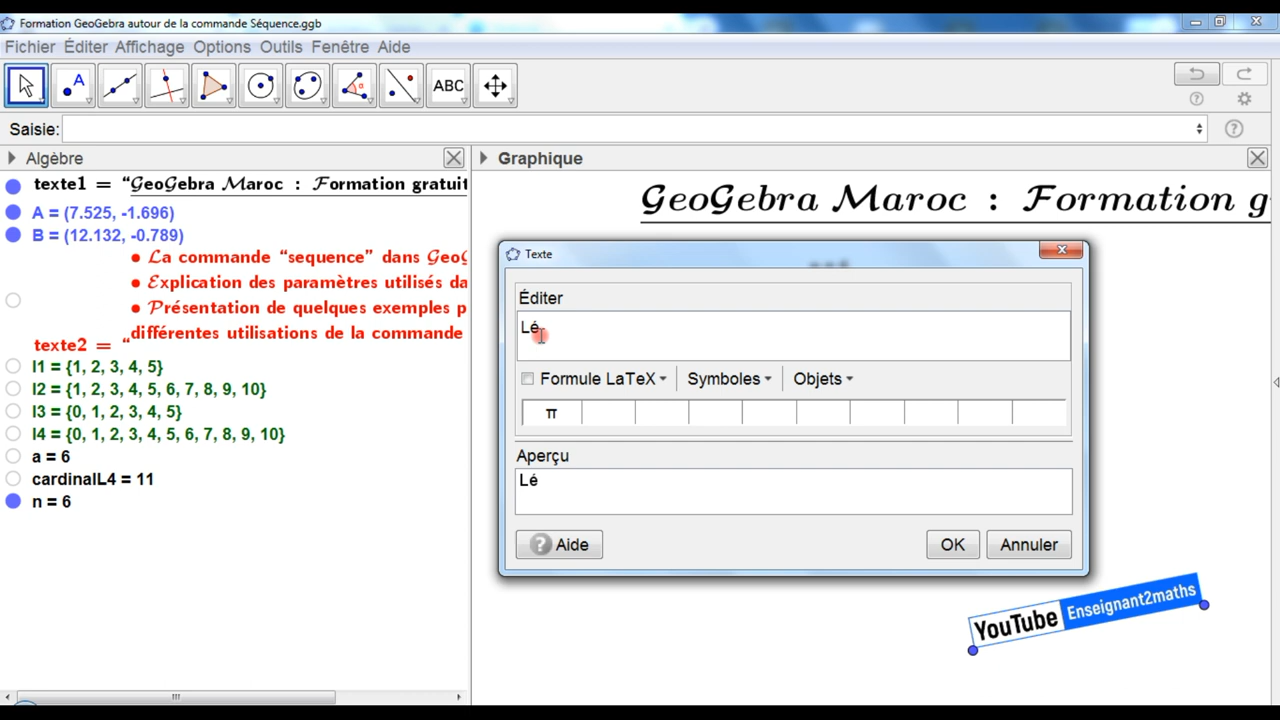 Formation GeoGebra autour de la commande Séquence.ggb
Fichier Éditer Affichage Options Outils Fenêtre Aide
A
α
ABC
Saisie:
Algèbre
Graphique
texte1 = “GeoGebra Maroc : Formation gratuit
GeoGebra Maroc : Formation g
A = (7.525, -1.696)
B = (12.132, -0.789)
• La commande “sequence” dans GeoG
• Explication des paramètres utilisés da
• Présentation de quelques exemples p
différentes utilisations de la commande
texte2 = “
l1 = {1, 2, 3, 4, 5}
l2 = {1, 2, 3, 4, 5, 6, 7, 8, 9, 10}
l3 = {0, 1, 2, 3, 4, 5}
l4 = {0, 1, 2, 3, 4, 5, 6, 7, 8, 9, 10}
a = 6
cardinalL4 = 11
n = 6
Texte
Éditer
Lé
Formule LaTeX
Symboles
Objets
π
Aperçu
Lé
Aide
OK
Annuler
YouTube Enseignant2maths